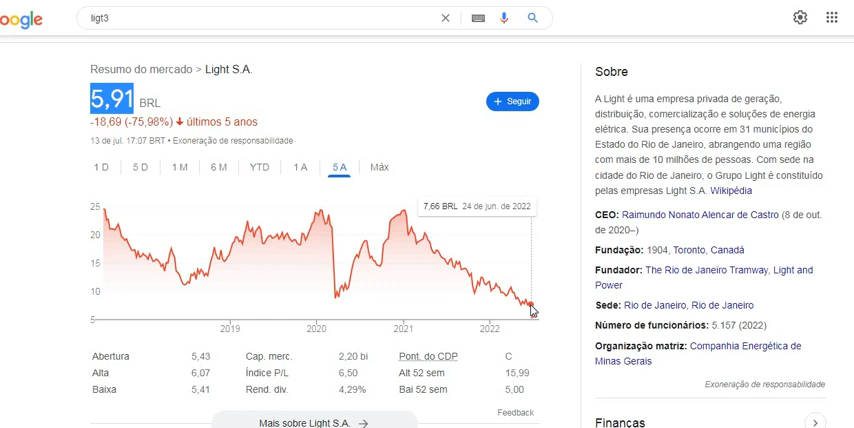 oogle
ligt3
Resumo do mercado > Light S.A.
5,91 BRL
+ Seguir
-18,69 (-75,98%) últimos 5 anos
13 de jul. 17:07 BRT • Exoneração de responsabilidade
1 D 5 D 1 M 6 M YTD 1 A 5 A Máx
7,66 BRL 24 de jun. de 2022
25
20
15
10
5
2019 2020 2021 2022
Abertura 5,43 Cap. merc. 2,20 bi Pont. do CDP C
Alta 6,07 Índice P/L 6,50 Alt 52 sem 15,99
Baixa 5,41 Rend. div. 4,29% Bai 52 sem 5,00
Feedback
Mais sobre Light S.A.
Sobre
A Light é uma empresa privada de geração,
distribuição, comercialização e soluções de energia
elétrica. Sua presença ocorre em 31 municípios do
Estado do Rio de Janeiro, abrangendo uma região
com mais de 10 milhões de pessoas. Com sede na
cidade do Rio de Janeiro, o Grupo Light é constituído
pelas empresas Light S.A. Wikipédia
CEO: Raimundo Nonato Alencar de Castro (8 de out.
de 2020–)
Fundação: 1904, Toronto, Canadá
Fundador: The Rio de Janeiro Tramway, Light and
Power
Sede: Rio de Janeiro, Rio de Janeiro
Número de funcionários: 5.157 (2022)
Organização matriz: Companhia Energética de
Minas Gerais
Exoneração de responsabilidade
Finanças